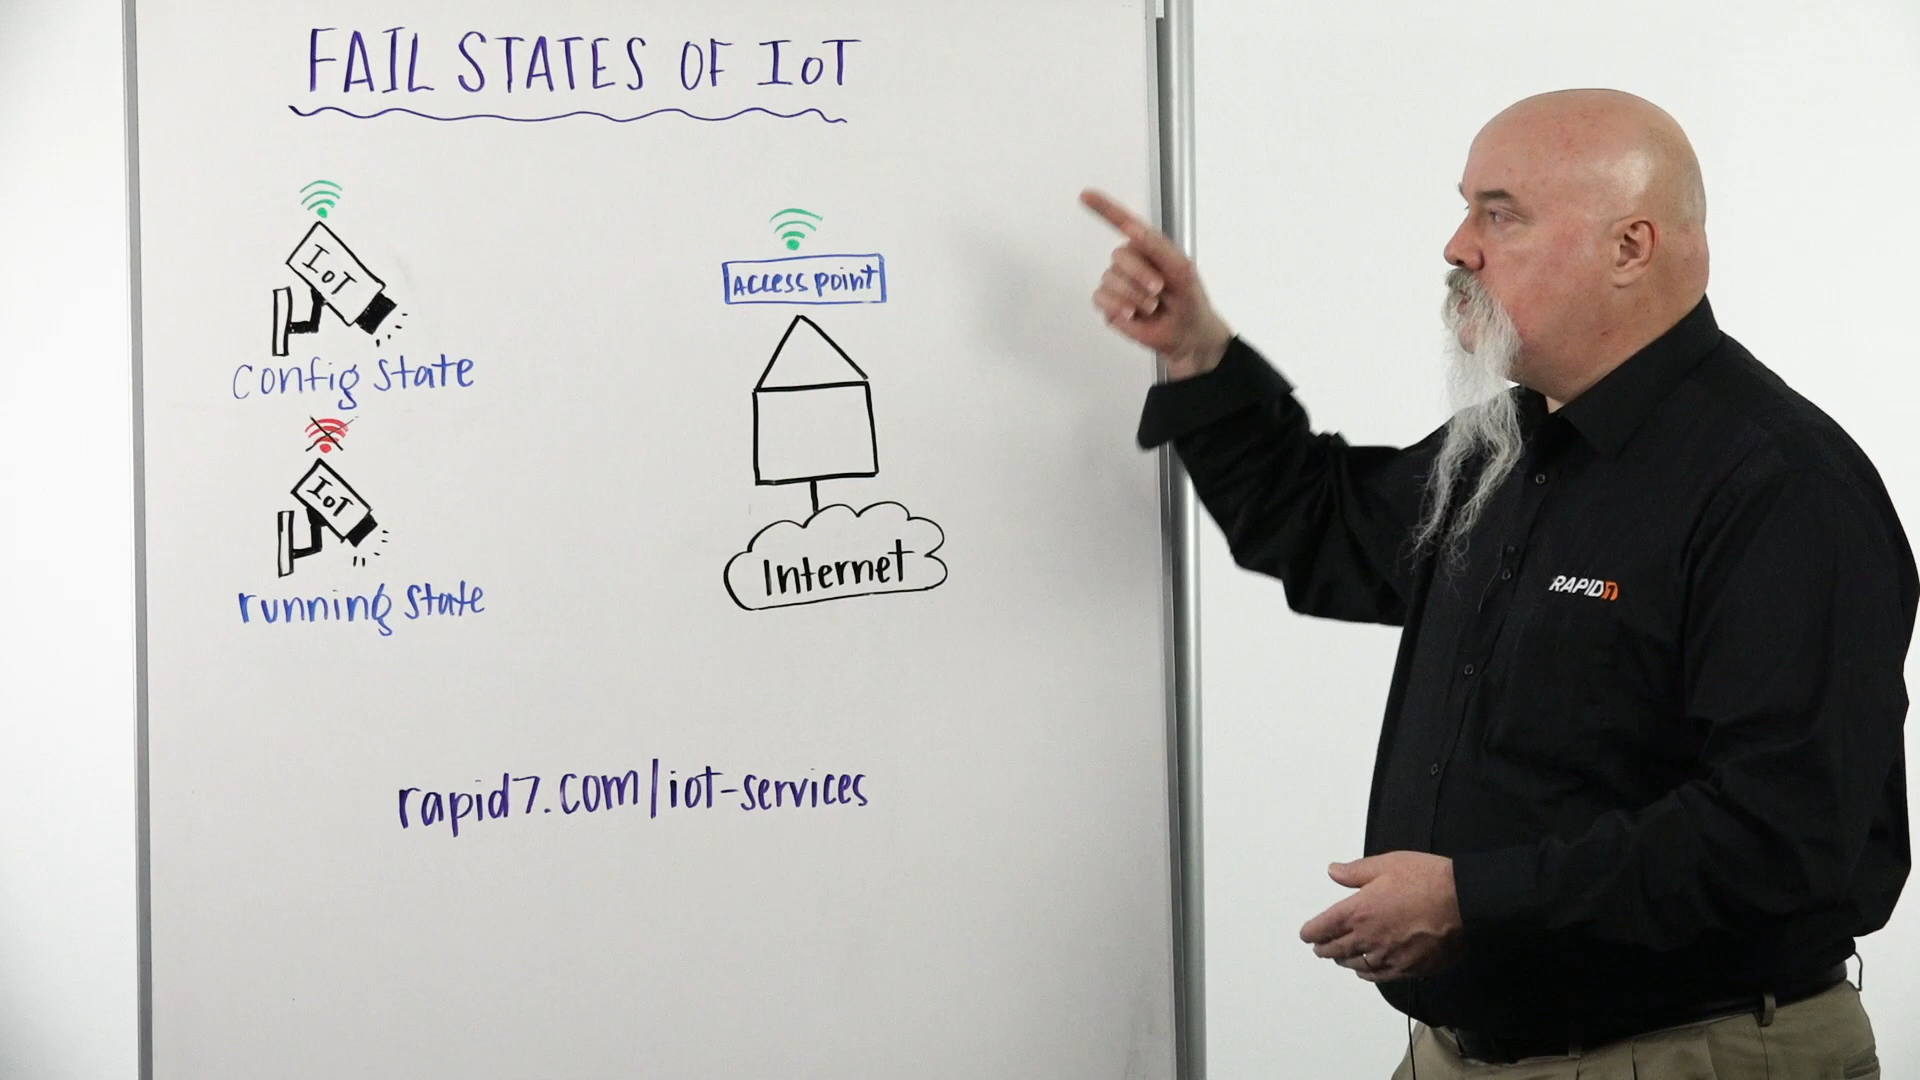 FAIL STATES OF IoT
IoT
config state
IoT
running state
ACCESS point
Internet
rapid7.com/iot-services
RAPID7